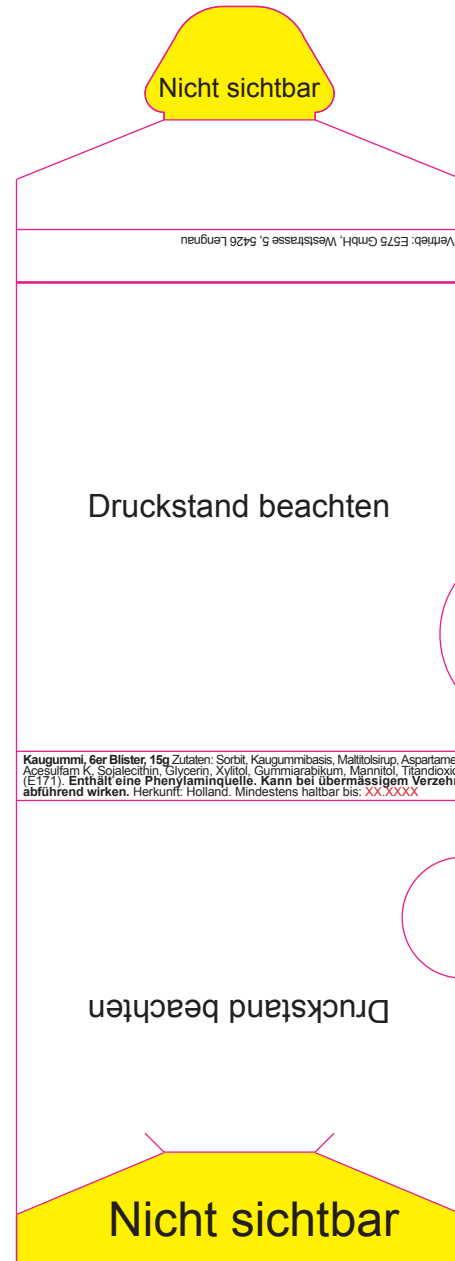 Nicht sichtbar
Vertrieb: E575 GmbH, Weststrasse 5, 5426 Lengnau
Druckstand beachten
Kaugummi, 6er Blister, 15g Zutaten: Sorbit, Kaugummibasis, Maltitolsirup, Aspartame
Acesulfam K, Sojalecithin, Glycerin, Xylitol, Gummiarabikum, Mannitol, Titandioxid
(E171). Enthält eine Phenylaminquelle. Kann bei übermässigem Verzehr
abführend wirken. Herkunft: Holland. Mindestens haltbar bis: XX.XXXX
Druckstand beachten
Nicht sichtbar